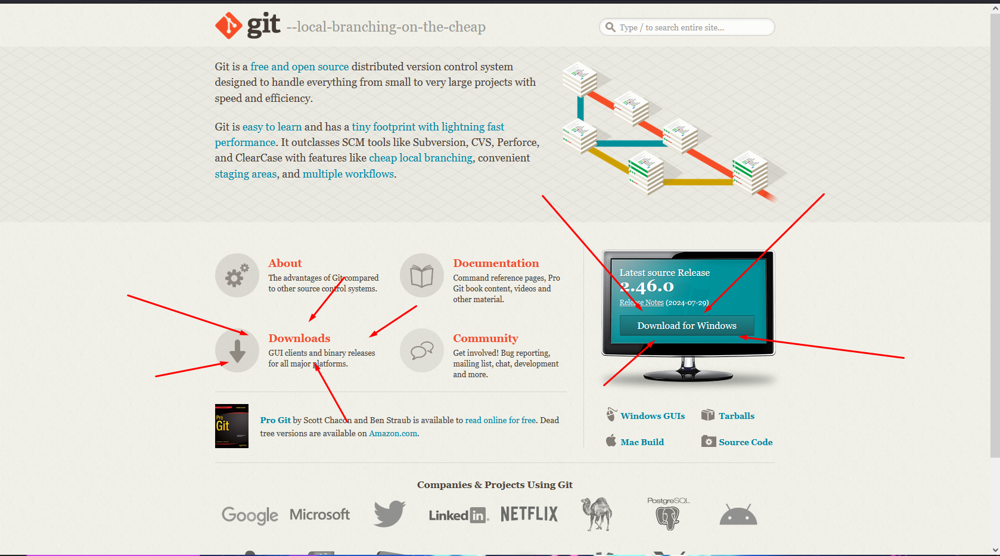 git --local-branching-on-the-cheap
Type / to search entire site...
Git is a free and open source distributed version control system
designed to handle everything from small to very large projects with
speed and efficiency.
Git is easy to learn and has a tiny footprint with lightning fast
performance. It outclasses SCM tools like Subversion, CVS, Perforce,
and ClearCase with features like cheap local branching, convenient
staging areas, and multiple workflows.
About
The advantages of Git compared
to other source control systems.
Documentation
Command reference pages, Pro
Git book content, videos and
other material.
Downloads
GUI clients and binary releases
for all major platforms.
Community
Get involved! Bug reporting,
mailing list, chat, development
and more.
Latest source Release
2.46.0
Release Notes (2024-07-29)
Download for Windows
Pro
Git
Pro Git by Scott Chacon and Ben Straub is available to read online for free. Dead
tree versions are available on Amazon.com.
Windows GUIs
Tarballs
Mac Build
Source Code
Companies & Projects Using Git
Google
Microsoft
Linked in
NETFLIX
PostgreSQL